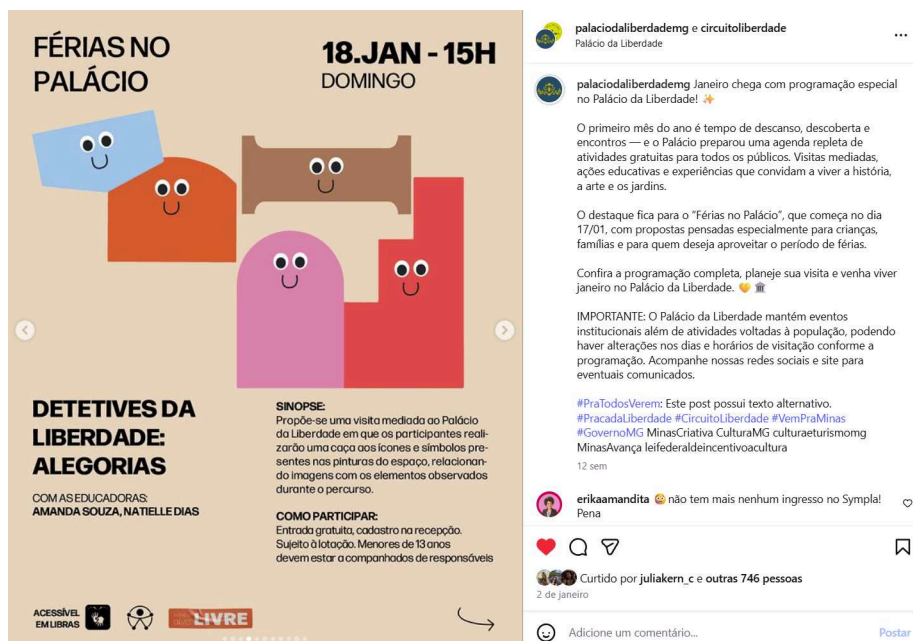 FÉRIAS NO
PALÁCIO
18.JAN - 15H
DOMINGO
DETETIVES DA
LIBERDADE:
ALEGORIAS
COM AS EDUCADORAS:
AMANDA SOUZA, NATIELLE DIAS
SINOPSE:
Propõe-se uma visita mediada ao Palácio
da Liberdade em que os participantes reali-
zarão uma caça aos ícones e símbolos pre-
sentes nas pinturas do espaço, relacionan-
do imagens com os elementos observados
durante o percurso.
COMO PARTICIPAR:
Entrada gratuita, cadastro na recepção.
Sujeito à lotação. Menores de 13 anos
devem estar acompanhados de responsáveis
ACESSÍVEL
EM LIBRAS
LIVRE
palaciodaliberdademg e circuitoliberdade
Palácio da Liberdade
palaciodaliberdademg Janeiro chega com programação especial
no Palácio da Liberdade! ✨
O primeiro mês do ano é tempo de descanso, descoberta e
encontros — e o Palácio preparou uma agenda repleta de
atividades gratuitas para todos os públicos. Visitas mediadas,
ações educativas e experiências que convidam a viver a história,
a arte e os jardins.
O destaque fica para o “Férias no Palácio”, que começa no dia
17/01, com propostas pensadas especialmente para crianças,
famílias e para quem deseja aproveitar o período de férias.
Confira a programação completa, planeje sua visita e venha viver
janeiro no Palácio da Liberdade. 💛 🏛️
IMPORTANTE: O Palácio da Liberdade mantém eventos
institucionais além de atividades voltadas à população, podendo
haver alterações nos dias e horários de visitação conforme a
programação. Acompanhe nossas redes sociais e site para
eventuais comunicados.
#PraTodosVerem: Este post possui texto alternativo.
#PracadaLiberdade #CircuitoLiberdade #VemPraMinas
#GovernoMG MinasCriativa CulturaMG culturaeturismomg
MinasAvança leifederaldeincentivoacultura
12 sem
erikaamandita não tem mais nenhum ingresso no Sympla!
Pena
Curtido por juliakern_c e outras 746 pessoas
2 de janeiro
Adicione um comentário...
Postar